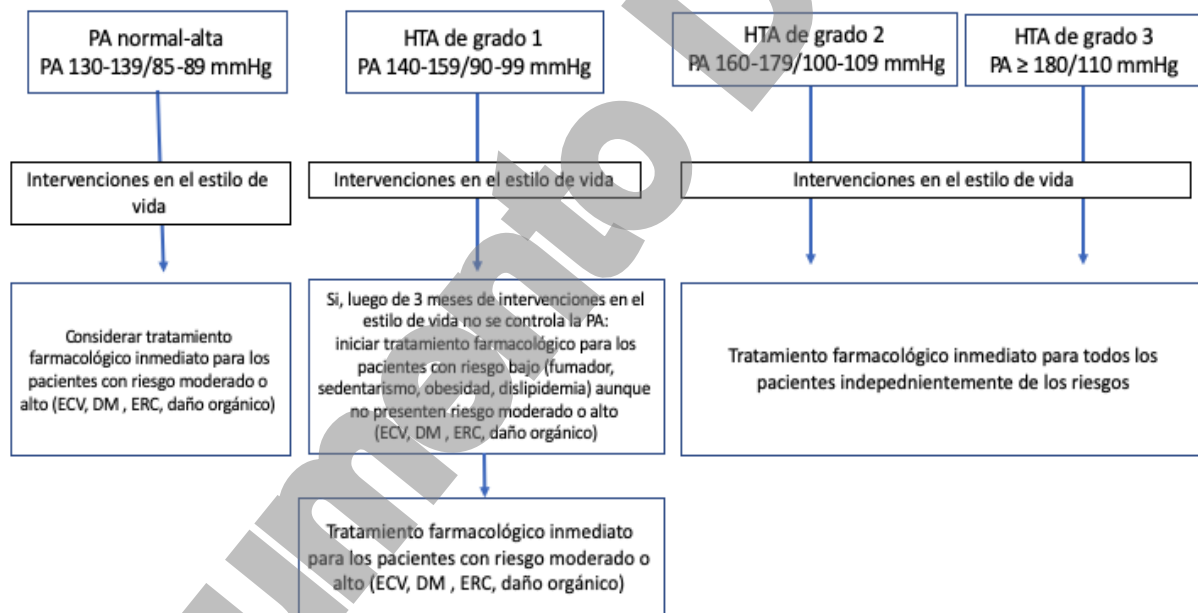 PA normal-alta
PA 130-139/85-89 mmHg
HTA de grado 1
PA 140-159/90-99 mmHg
HTA de grado 2
PA 160-179/100-109 mmHg
HTA de grado 3
PA ≥ 180/110 mmHg
Intervenciones en el estilo de
vida
Intervenciones en el estilo de vida
Intervenciones en el estilo de vida
Considerar tratamiento
farmacológico inmediato para los
pacientes con riesgo moderado o
alto (ECV, DM , ERC, daño orgánico)
Si, luego de 3 meses de intervenciones en el
estilo de vida no se controla la PA:
iniciar tratamiento farmacológico para los
pacientes con riesgo bajo (fumador,
sedentarismo, obesidad, dislipidemia) aunque
no presenten riesgo moderado o alto
(ECV, DM , ERC, daño orgánico)
Tratamiento farmacológico inmediato para todos los
pacientes indepednientemente de los riesgos
Tratamiento farmacológico inmediato
para los pacientes con riesgo moderado o
alto (ECV, DM , ERC, daño orgánico)
umento D